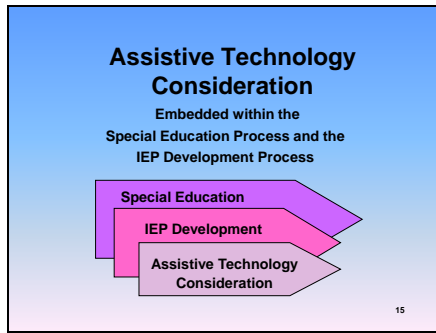 Assistive Technology
Consideration
Embedded within the
Special Education Process and the
IEP Development Process
Special Education
IEP Development
Assistive Technology
Consideration
15